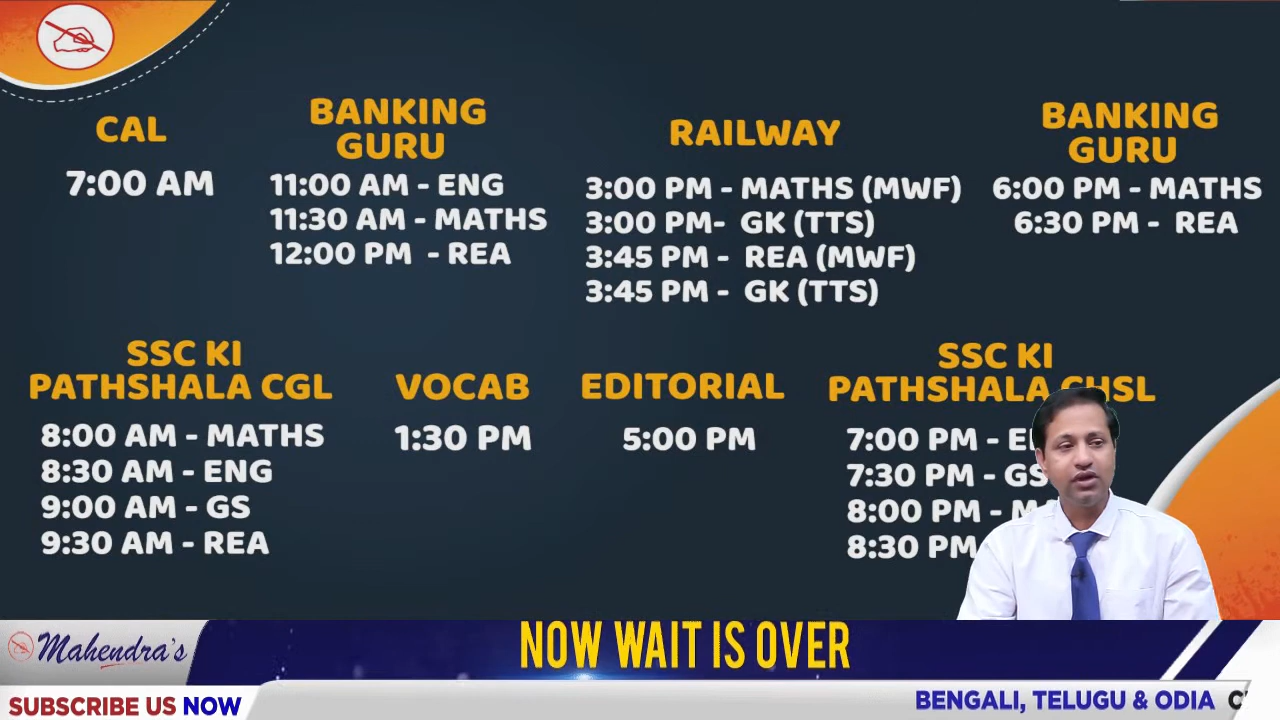 CAL
7:00 AM
BANKING
GURU
11:00 AM - ENG
11:30 AM - MATHS
12:00 PM - REA
RAILWAY
3:00 PM - MATHS (MWF)
3:00 PM- GK (TTS)
3:45 PM - REA (MWF)
3:45 PM - GK (TTS)
BANKING
GURU
6:00 PM - MATHS
6:30 PM - REA
SSC KI
PATHSHALA CGL
8:00 AM - MATHS
8:30 AM - ENG
9:00 AM - GS
9:30 AM - REA
VOCAB
1:30 PM
EDITORIAL
5:00 PM
SSC KI
PATHSHALA CHSL
7:00 PM -
7:30 PM - GS
8:00 PM -
8:30 PM
Mahendra's
NOW WAIT IS OVER
SUBSCRIBE US NOW
BENGALI, TELUGU & ODIA